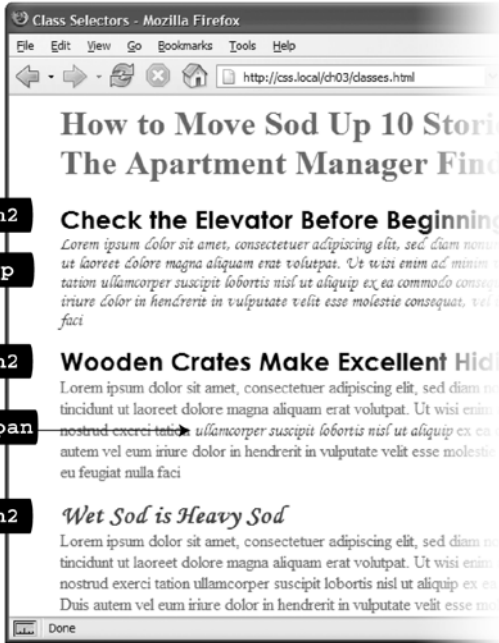 Class Selectors - Mozilla Firefox
File Edit View Go Bookmarks Tools Help
http://css.local/ch03/classes.html
How to Move Sod Up 10 Stori
The Apartment Manager Find
h2
Check the Elevator Before Beginning
Lorem ipsum dolor sit amet, consectetuer adipiscing elit, sed diam nonu
p
ut laoreet dolore magna aliquam erat volutpat. Ut wisi enim ad minim
tation ullamcorper suscipit lobortis nisl ut aliquip ex ea commodo conseq
iriure dolor in hendrerit in vulputate velit esse molestie consequat, vel
faci
h2
Wooden Crates Make Excellent Hidi
Lorem ipsum dolor sit amet, consectetuer adipiscing elit, sed diam no
tincidunt ut laoreet dolore magna aliquam erat volutpat. Ut wisi enim
pan
nostrud exerci tation ullamcorper suscipit lobortis nisl ut aliquip ex ea
autem vel eum iriure dolor in hendrerit in vulputate velit esse molestie
eu feugiat nulla faci
h2
Wet Sod is Heavy Sod
Lorem ipsum dolor sit amet, consectetuer adipiscing elit, sed diam no
tincidunt ut laoreet dolore magna aliquam erat volutpat. Ut wisi enim
nostrud exerci tation ullamcorper suscipit lobortis nisl ut aliquip ex ea
Duis autem vel eum iriure dolor in hendrerit in vulputate velit esse mo
Done